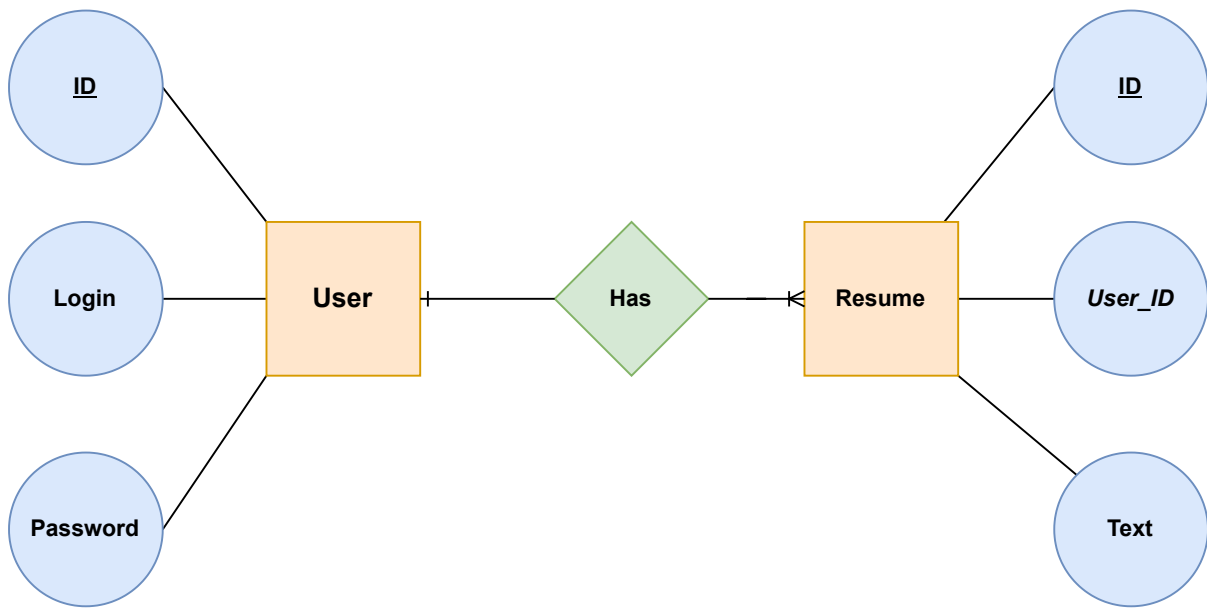 ID
ID
Login
User
Has
Resume
User_ID
Password
Text